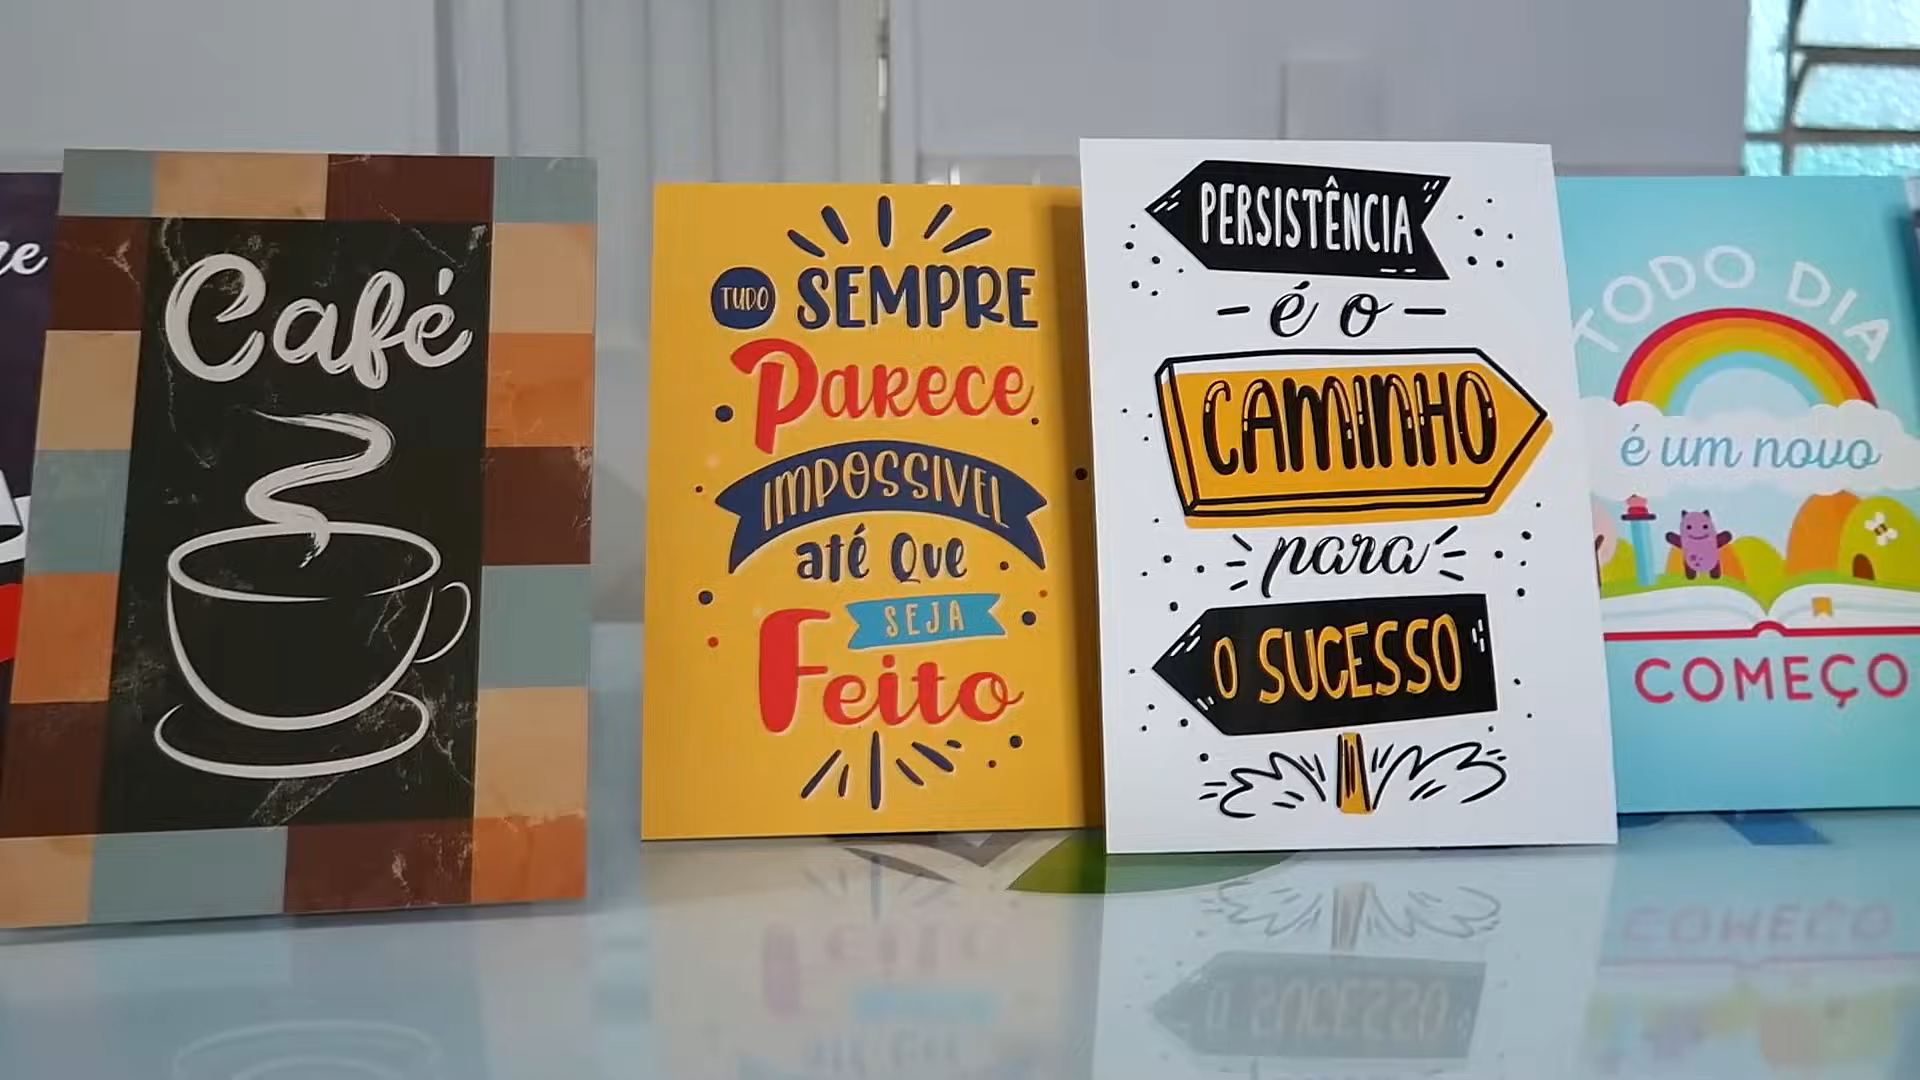 Café
TUDO SEMPRE
PARECE
IMPOSSIVEL
até Que
SEJA
Feito
PERSISTÊNCIA
é o
CAMINHO
para
O SUCESSO
TODO DIA
é um novo
COMEÇO